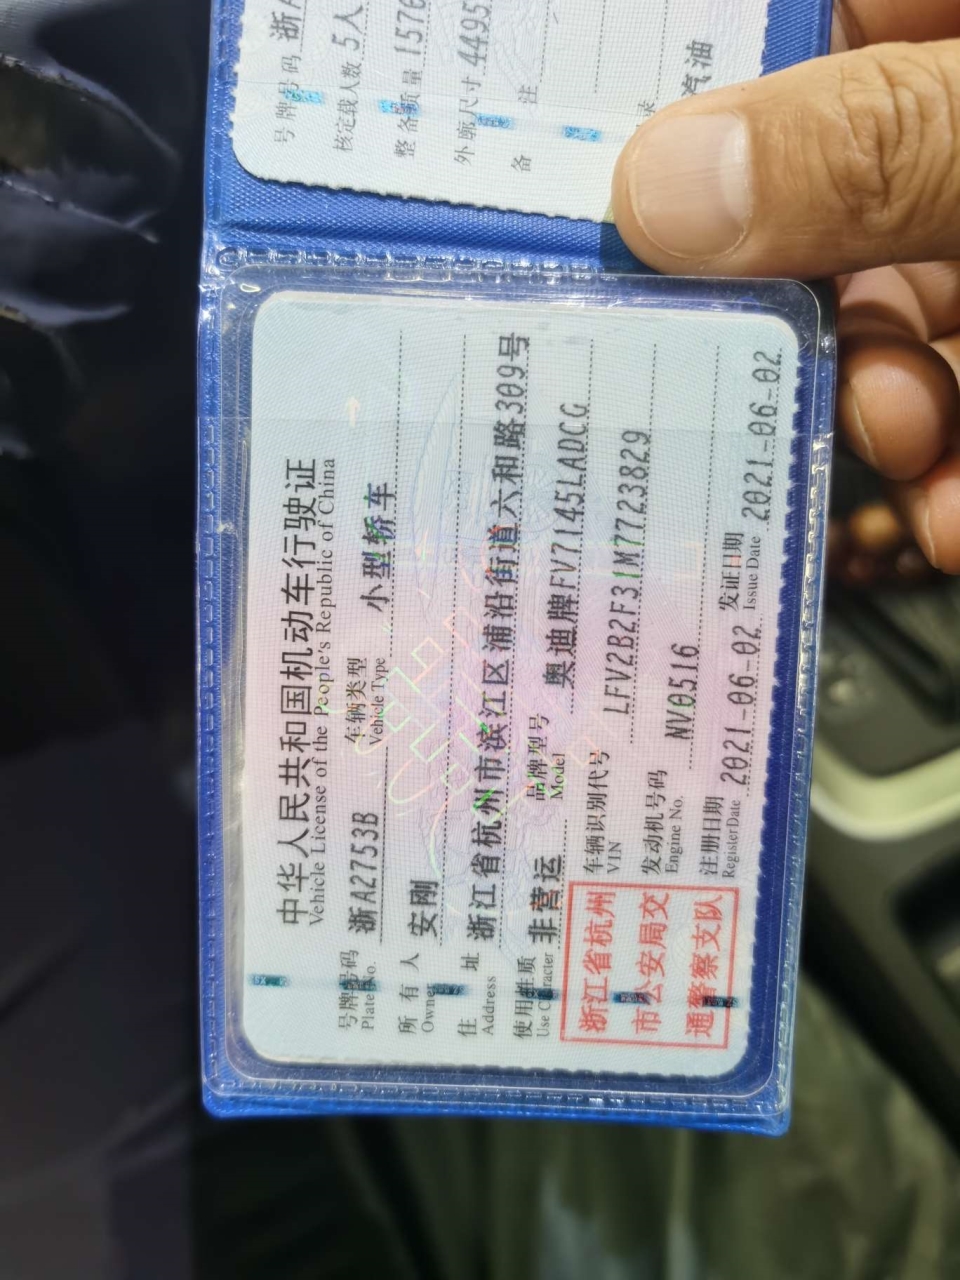 中华人民共和国机动车行驶证
Vehicle License of the People's Republic of China
号牌号码 浙A2753B 车辆类型 小型轿车
Plate No. Vehicle Type
所有人 安刚
Owner
住址 浙江省杭州市滨江区浦沿街道六和路309号
Address
使用性质 非营运 品牌型号 奥迪牌FV7145LADCG
Use Character Model
浙江省杭州
市公安局交
通警察支队
车辆识别代号 LFV2B2F31M7723829
VIN
发动机号码 NV0516
Engine No.
注册日期 2021-06-02 发证日期 2021-06-02
Register Date Issue Date
号牌号码 浙A
核定载人数 5人
整备质量 1576
外廓尺寸 4495
备注
汽油